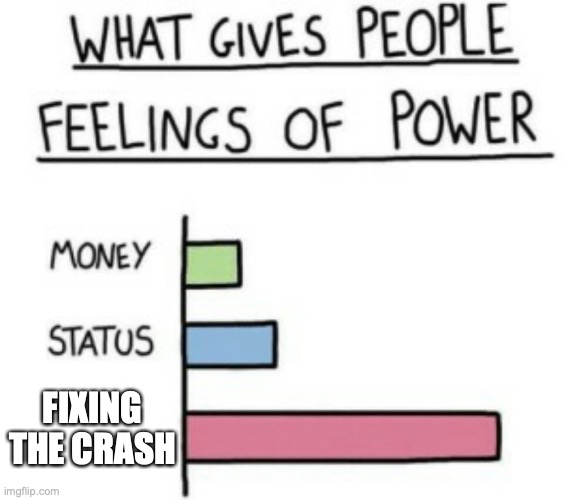 WHAT GIVES PEOPLE
FEELINGS OF POWER
MONEY
STATUS
FIXING
THE CRASH
imgflip.com